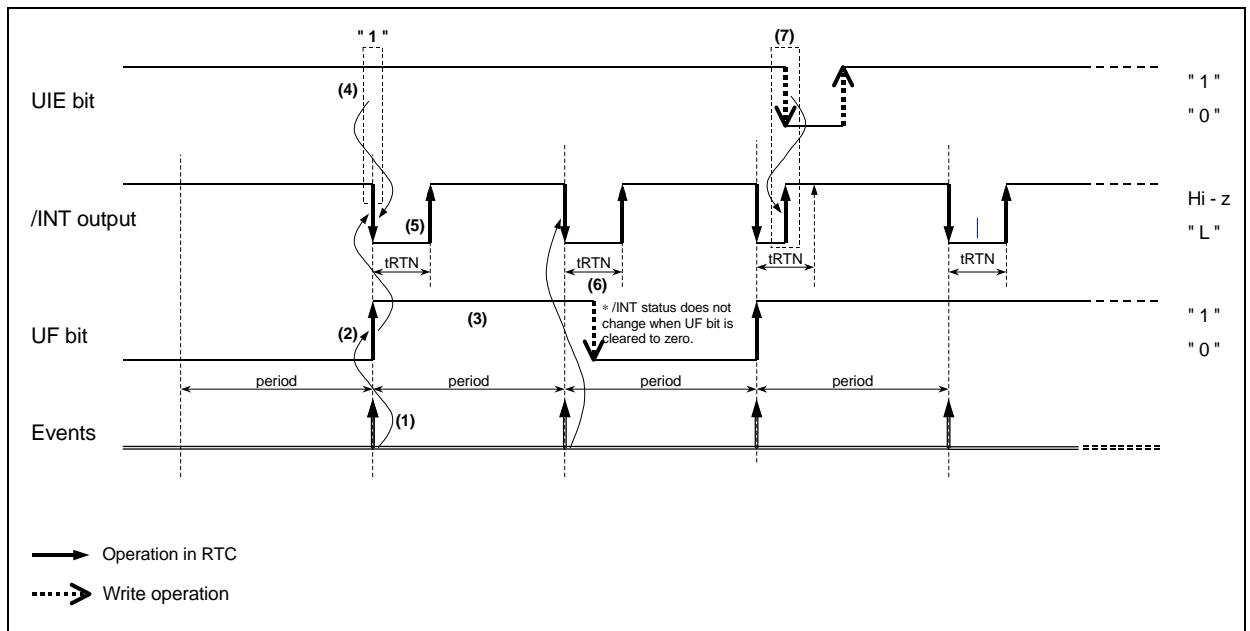 " 1 "
(7)
(4)
UIE bit
" 1 "
" 0 "
/INT output
(5)
Hi - z
" L "
tRTN
tRTN
tRTN
tRTN
(6)
* /INT status does not
change when UF bit is
cleared to zero.
(2)
(3)
UF bit
" 1 "
" 0 "
period
period
period
period
(1)
Events
Operation in RTC
Write operation